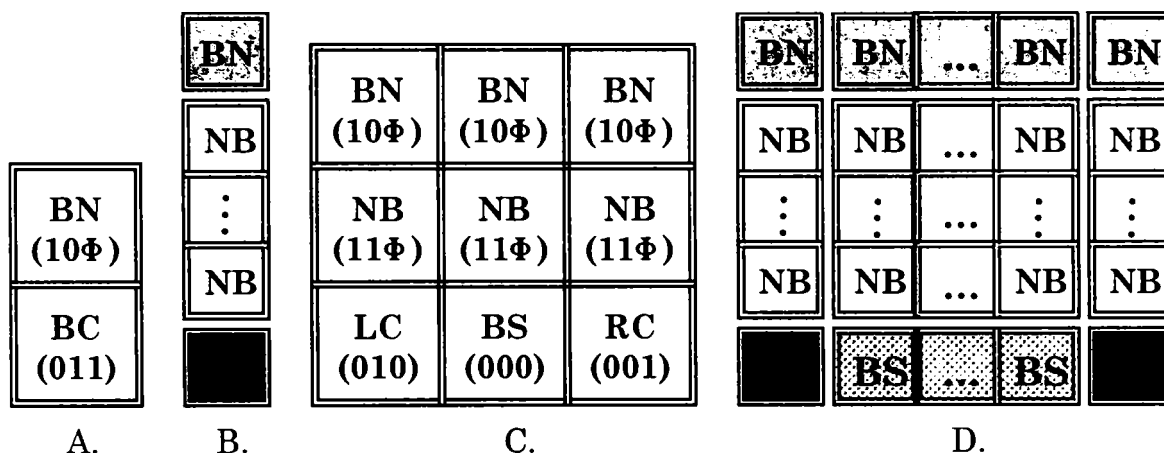 BN
(10Φ)
BC
(011)
A.
BN
NB
⋮
NB
B.
BN BN BN
(10Φ) (10Φ) (10Φ)
NB NB NB
(11Φ) (11Φ) (11Φ)
LC BS RC
(010) (000) (001)
C.
BN BN ... BN BN
NB NB ... NB NB
⋮ ⋮ ... ⋮ ⋮
NB NB ... NB NB
BS ... BS
D.